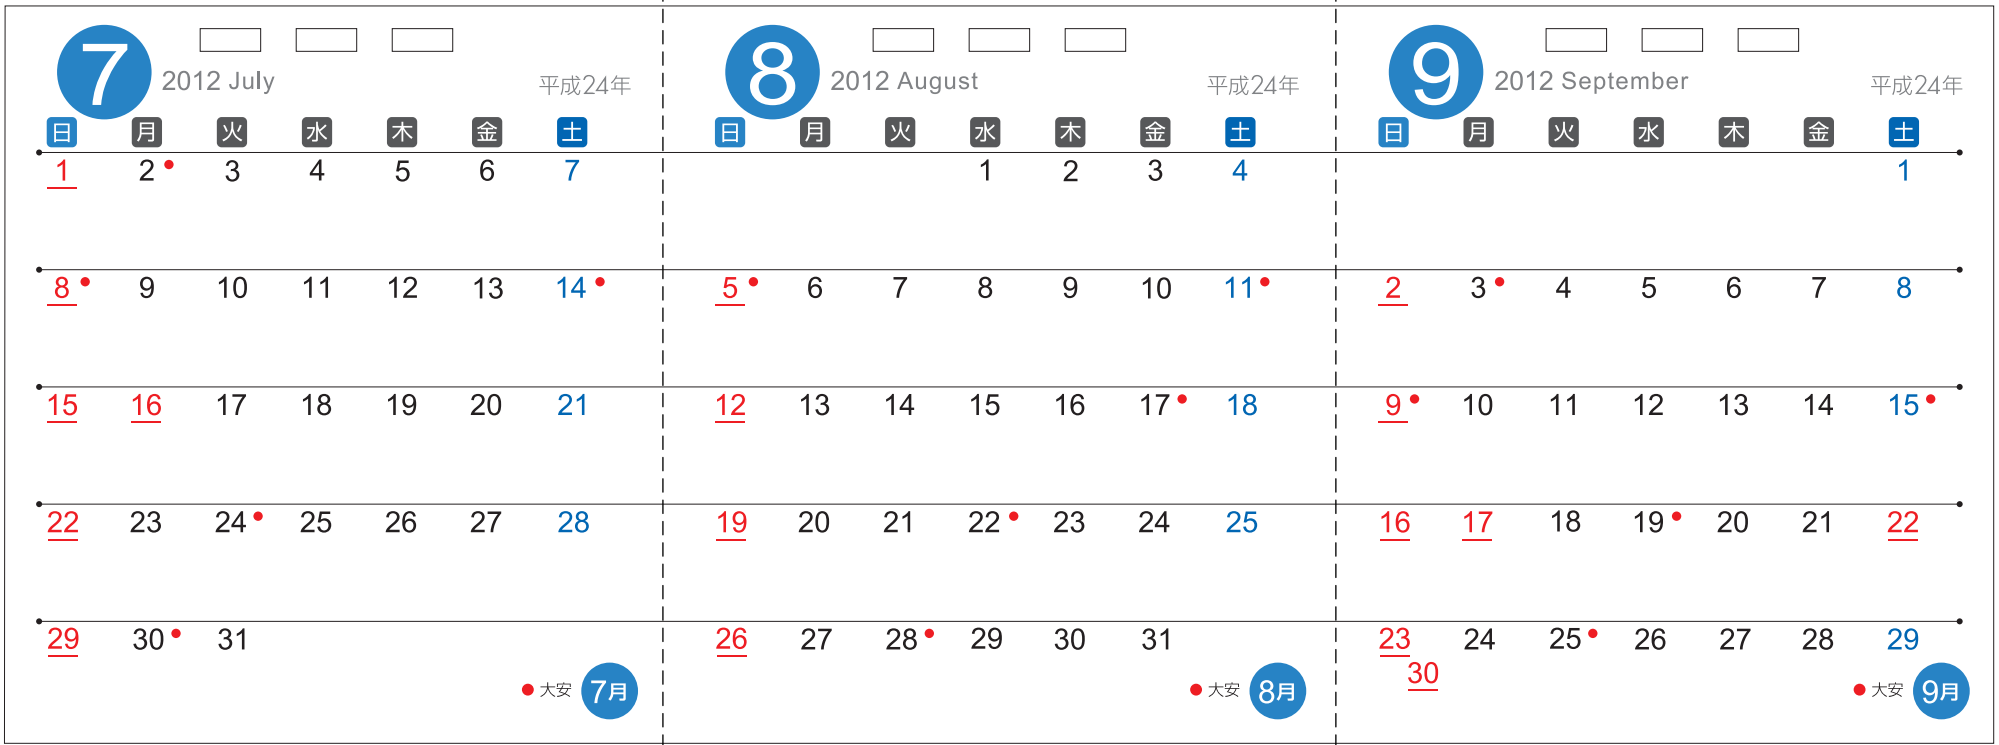 7
2012 July 平成24年
日 月 火 水 木 金 土
1 2 3 4 5 6 7
8 9 10 11 12 13 14
15 16 17 18 19 20 21
22 23 24 25 26 27 28
29 30 31
大安 7月
8
2012 August 平成24年
日 月 火 水 木 金 土
1 2 3 4
5 6 7 8 9 10 11
12 13 14 15 16 17 18
19 20 21 22 23 24 25
26 27 28 29 30 31
大安 8月
9
2012 September 平成24年
日 月 火 水 木 金 土
1
2 3 4 5 6 7 8
9 10 11 12 13 14 15
16 17 18 19 20 21 22
23 24 25 26 27 28 29
30
大安 9月